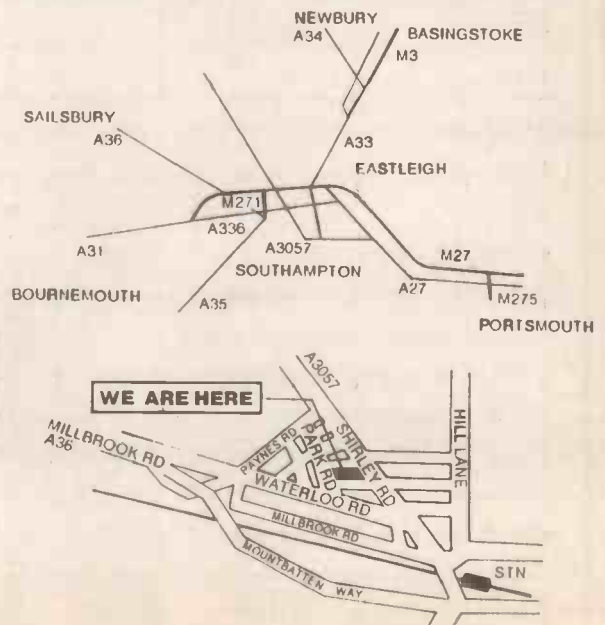 NEWBURY
A34
BASINGSTOKE
M3
SAILSBURY
A36
A33
EASTLEIGH
M271
A336
A31
A3057
SOUTHAMPTON
M27
BOURNEMOUTH
A35
A27
M275
PORTSMOUTH
A3057
WE ARE HERE
HILL LANE
MILLBROOK RD
A36
PAYNES RD
PARK RD
SHIRLEY RD
WATERLOO RD
MILLBROOK RD
MOUNTBATTEN WAY
STN